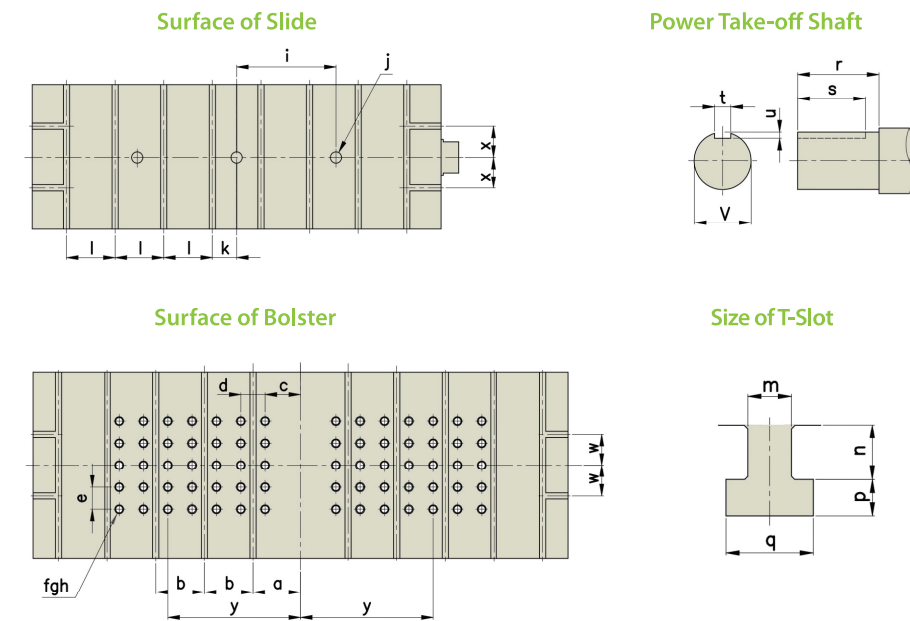 Surface of Slide
i
j
x
x
l
l
l
k
Power Take-off Shaft
r
s
t
u
V
Surface of Bolster
d
c
w
w
e
fgh
b
b
a
y
y
Size of T-Slot
m
n
p
q